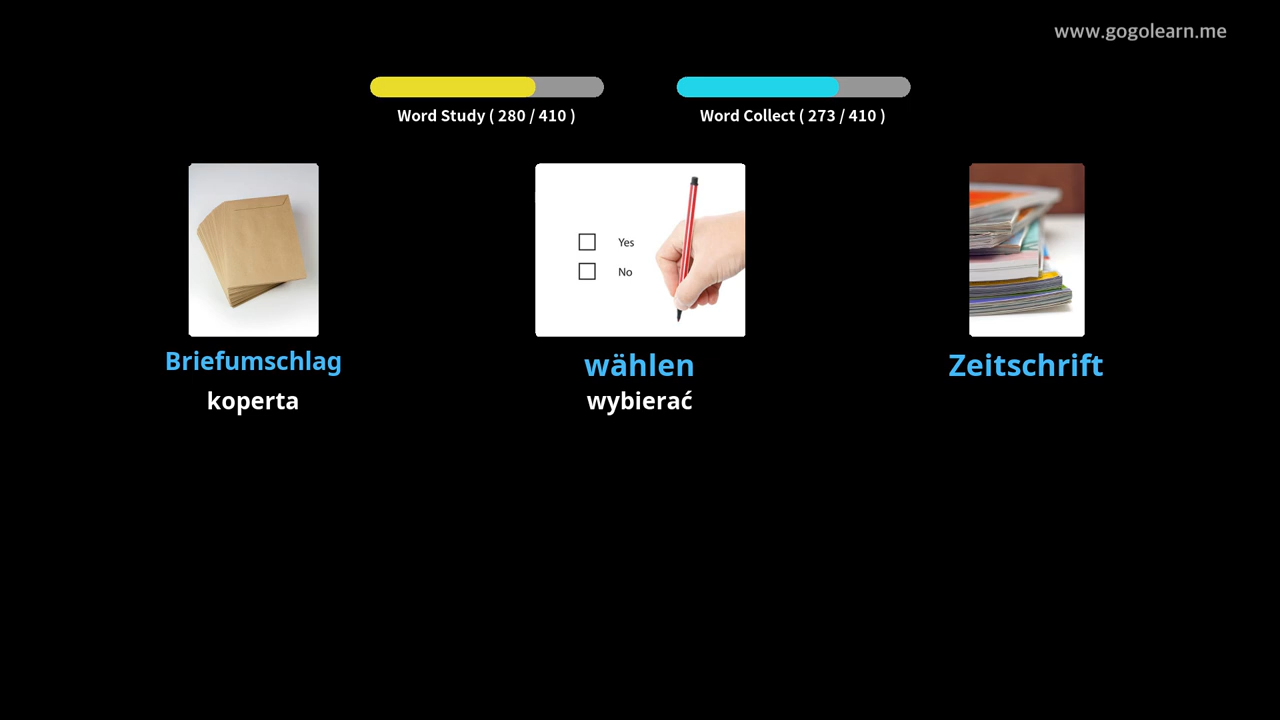 www.gogolearn.me
Word Study ( 280 / 410 )
Word Collect ( 273 / 410 )
Yes
No
Briefumschlag
wählen
Zeitschrift
koperta
wybierać